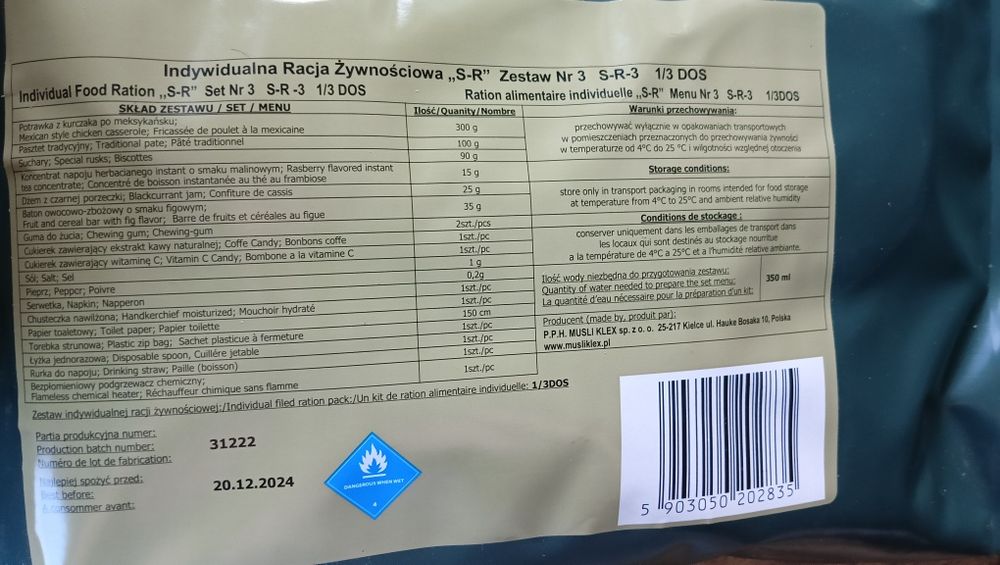 Indywidualna Racja Żywnościowa „S-R” Zestaw Nr 3 S-R-3 1/3 DOS
Individual Food Ration „S-R” Set Nr 3 S-R -3 1/3 DOS
Ration alimentaire individuelle „S-R” Menu Nr 3 S-R-3 1/3DOS
SKŁAD ZESTAWU / SET / MENU
Ilość/Quanity/Nombre
Potrawka z kurczaka po meksykańsku;
Mexican style chicken casserole; Fricassée de poulet à la mexicaine
300 g
Pasztet tradycyjny; Traditional pate; Pâté traditionnel
100 g
Suchary; Special rusks; Biscottes
90 g
Koncentrat napoju herbacianego instant o smaku malinowym; Rasberry flavored instant
tea concentrate; Concentré de boisson instantanée au thé au framboise
15 g
Dżem z czarnej porzeczki; Blackcurrant jam; Confiture de cassis
25 g
Baton owocowo-zbożowy o smaku figowym;
Fruit and cereal bar with fig flavor; Barre de fruits et céréales au figue
35 g
Guma do żucia; Chewing gum; Chewing-gum
2szt./pcs
Cukierek zawierający ekstrakt kawy naturalnej; Coffe Candy; Bonbons coffe
1szt./pc
Cukierek zawierający witaminę C; Vitamin C Candy; Bombone a la vitamine C
1szt./pc
Sól; Salt; Sel
1 g
Pieprz; Pepper; Poivre
0,2g
Serwetka, Napkin; Napperon
1szt./pc
Chusteczka nawilżona; Handkerchief moisturized; Mouchoir hydraté
1szt./pc
Papier toaletowy; Toilet paper; Papier toilette
150 cm
Torebka strunowa; Plastic zip bag; Sachet plasticue à fermeture
1szt./pc
Łyżka jednorazowa; Disposable spoon, Cuillére jetable
1szt./pc
Rurka do napoju; Drinking straw; Paille (boisson)
1szt./pc
Bezpłomieniowy podgrzewacz chemiczny;
Flameless chemical heater; Réchauffeur chimique sans flamme
1szt./pc
Warunki przechowywania:
przechowywać wyłącznie w opakowaniach transportowych
w pomieszczeniach przeznaczonych do przechowywania żywności
w temperaturze od 4°C do 25 °C i wilgotności względnej otoczenia
Storage conditions:
store only in transport packaging in rooms intended for food storage
at temperature from 4°C to 25°C and ambient relative humidity
Conditions de stockage :
conserver uniquement dans les emballages de transport dans
les locaux qui sont destinés au stockage nourritue
a la température de 4°C a 25°C et a l'humidité relative ambiante.
Ilość wody niezbędna do przygotowania zestawu:
Quantity of water needed to prepare the set menu:
La quantité d'eau nécessaire pour la préparation d'un kit:
350 ml
Producent (made by, produit par):
P.P.H. MUSLI KLEX sp. z o. o. 25-217 Kielce ul. Hauke Bosaka 10, Polska
www.musliklex.pl
Zestaw indywidualnej racji żywnościowej:/Individual filed ration pack:/Un kit de ration alimentaire individuelle: 1/3DOS
Partia produkcyjna numer:
Production batch number:
Numéro de lot de fabrication:
31222
Najlepiej spożyć przed:
Best before:
A consommer avant:
20.12.2024
DANGEROUS WHEN WET
4
5 903050 202835